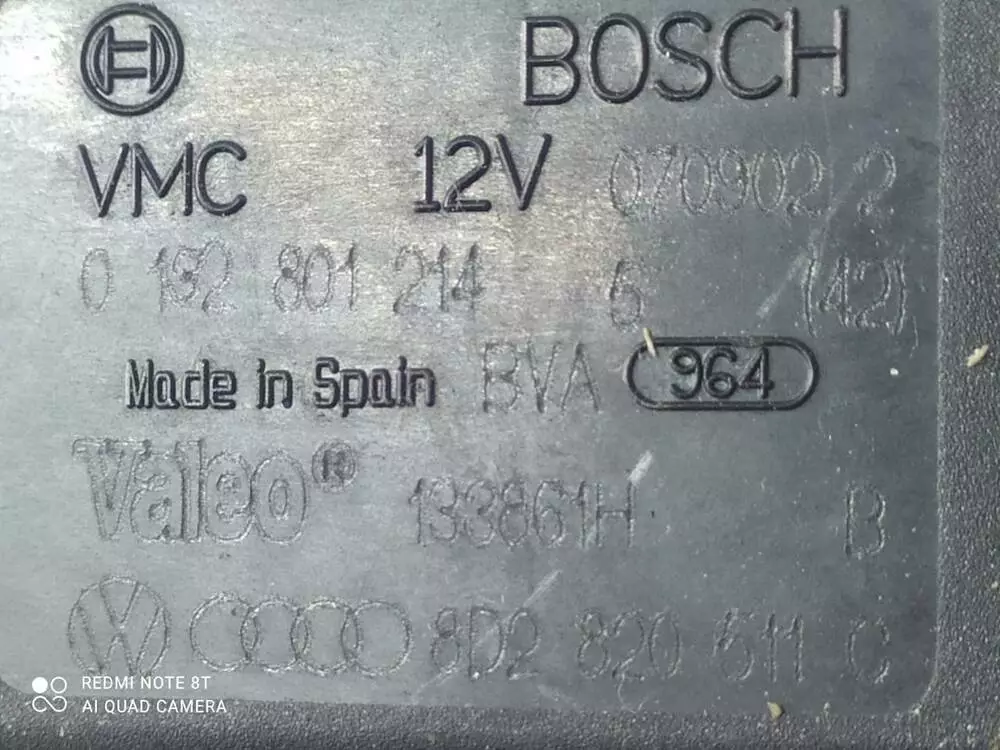 BOSCH
VMC 12V 070902 2
0 192 801 214 6 (42)
Made in Spain BVA 964
Valeo® 133861H B
8D2 820 511 C
REDMI NOTE 8T
AI QUAD CAMERA